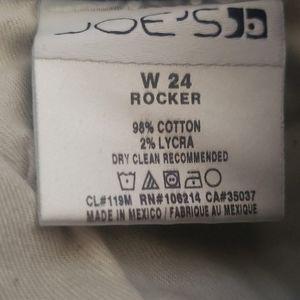 JOE'S
W 24
ROCKER
98% COTTON
2% LYCRA
DRY CLEAN RECOMMENDED
CL#119M RN#106214 CA#35037
MADE IN MEXICO / FABRIQUE AU MEXIQUE